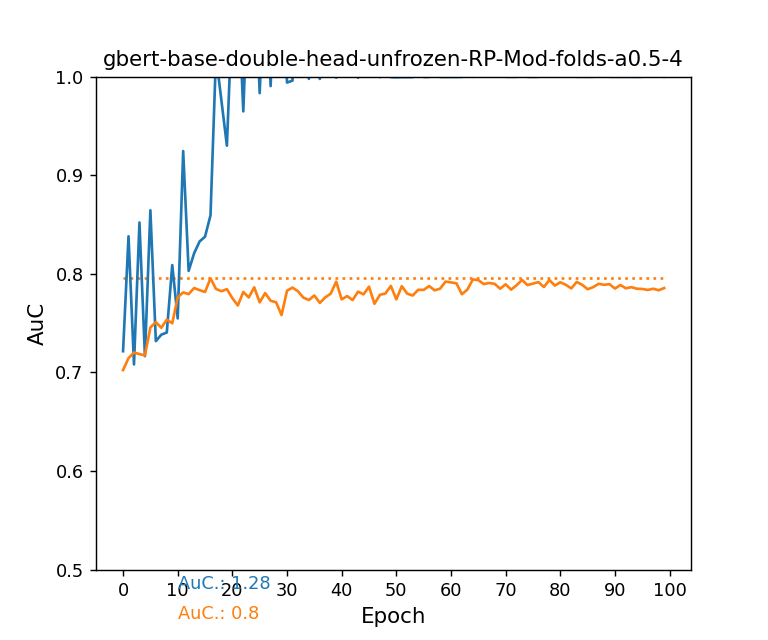 gbert-base-double-head-unfrozen-RP-Mod-folds-a0.5-4
1.0
0.9
0.8
0.7
0.6
0.5
AuC
0 10 20 30 40 50 60 70 80 90 100
AuC.: 1.28
AuC.: 0.8
Epoch